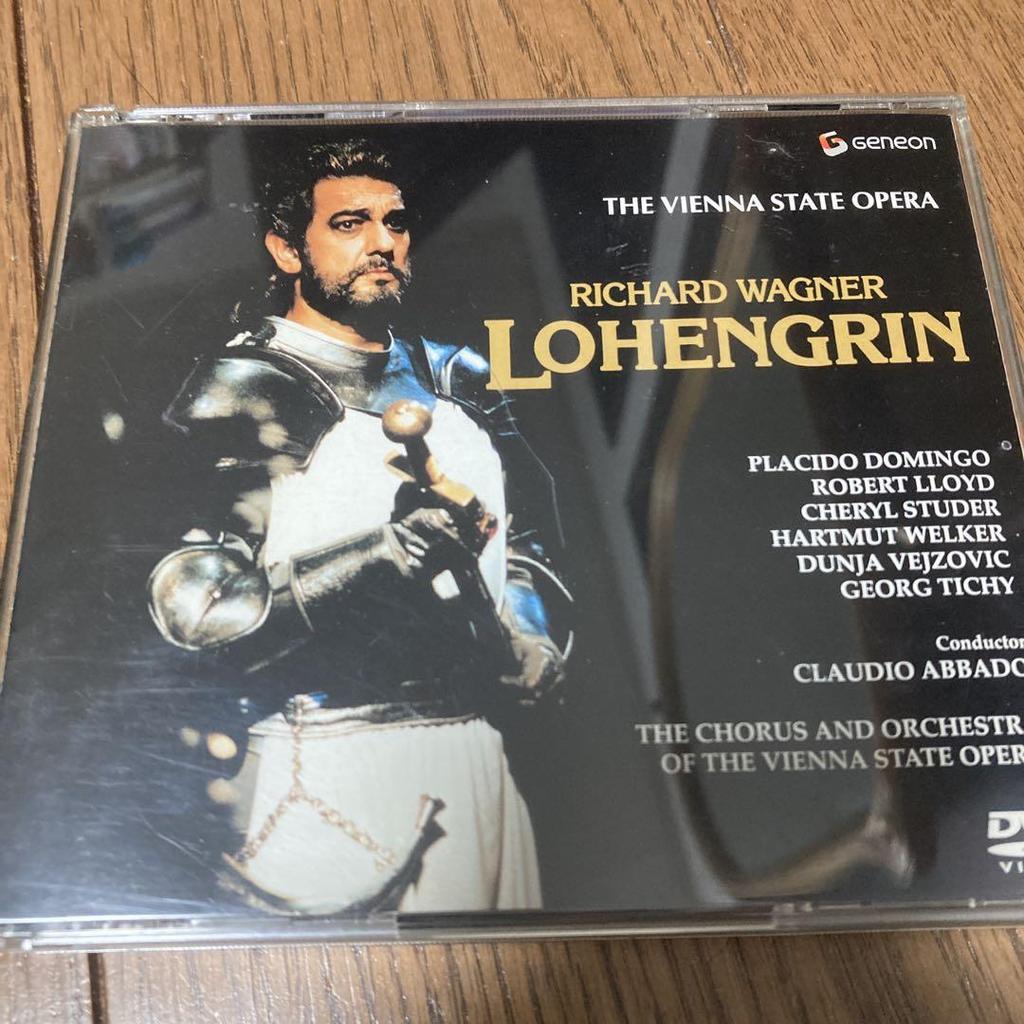 Geneon
THE VIENNA STATE OPERA
RICHARD WAGNER
LOHENGRIN
PLACIDO DOMINGO
ROBERT LLOYD
CHERYL STUDER
HARTMUT WELKER
DUNJA VEJZOVIC
GEORG TICHY
Conductor
CLAUDIO ABBADO
THE CHORUS AND ORCHESTR
OF THE VIENNA STATE OPER